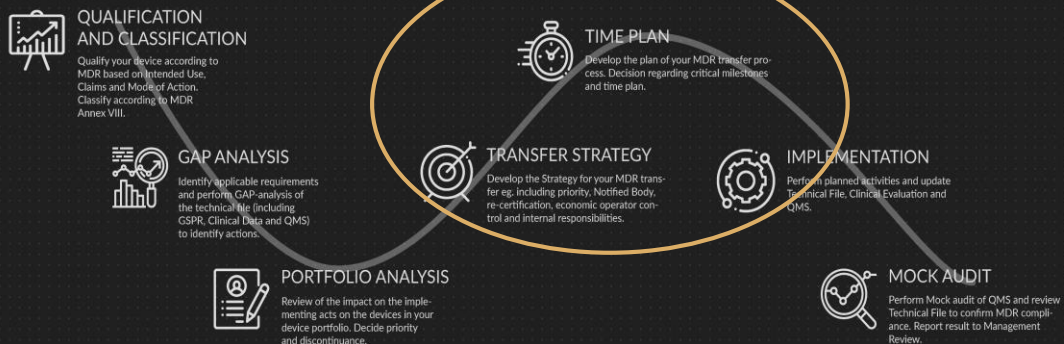 QUALIFICATION
AND CLASSIFICATION
Qualify your device according to
MDR based on Intended Use,
Claims and Mode of Action.
Classify according to MDR
Annex VIII.
GAP ANALYSIS
Identify applicable requirements
and perform GAP-analysis of
the technical file (including
GSPR, Clinical Data and QMS)
to identify actions.
PORTFOLIO ANALYSIS
Review of the impact on the imple-
menting acts on the devices in your
device portfolio. Decide priority
and discontinuance.
TRANSFER STRATEGY
Develop the Strategy for your MDR trans-
fer eg. including priority, Notified Body,
re-certification, economic operator con-
trol and internal responsibilities.
TIME PLAN
Develop the plan of your MDR transfer pro-
cess. Decision regarding critical milestones
and time plan.
IMPLEMENTATION
Perform planned activities and update
Technical File, Clinical Evaluation and
QMS.
MOCK AUDIT
Perform Mock audit of QMS and review
Technical File to confirm MDR compli-
ance. Report result to Management
Review.